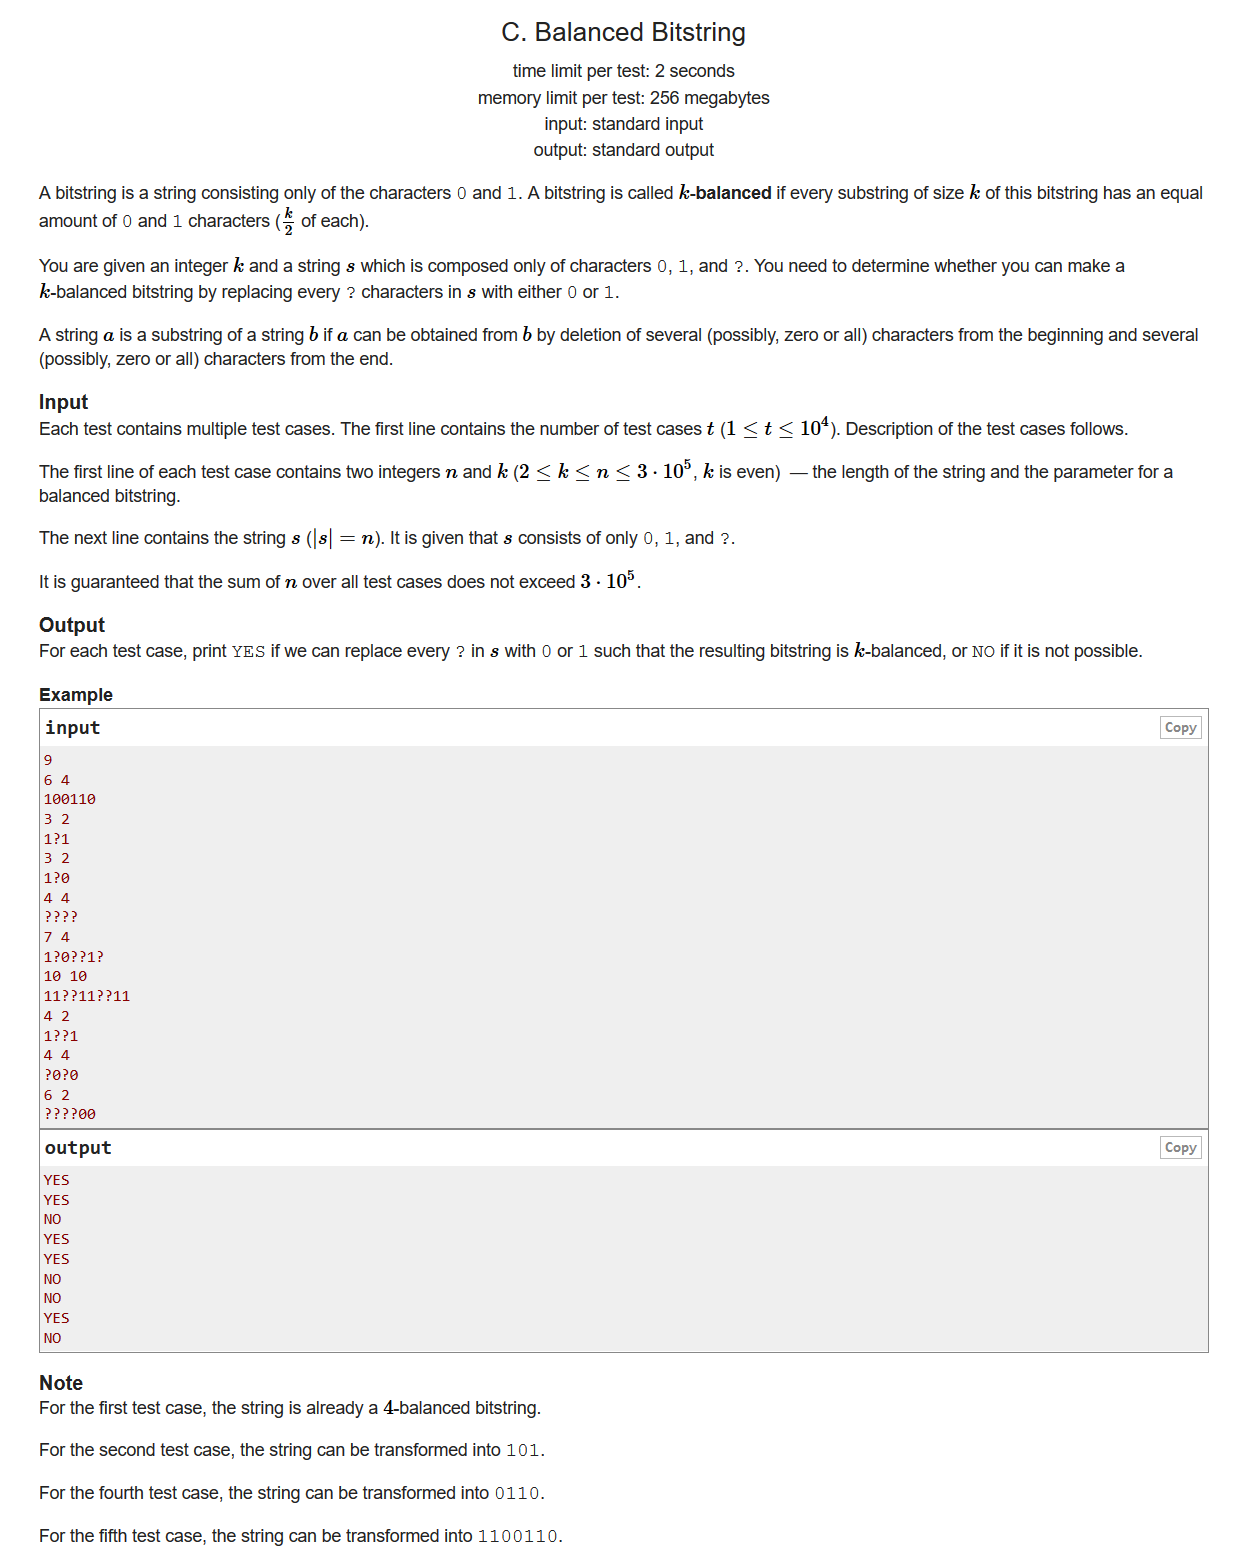 C. Balanced Bitstring
time limit per test: 2 seconds
memory limit per test: 256 megabytes
input: standard input
output: standard output
A bitstring is a string consisting only of the characters 0 and 1. A bitstring is called k-balanced if every substring of size k of this bitstring has an equal
amount of 0 and 1 characters (k/2 of each).
You are given an integer k and a string s which is composed only of characters 0, 1, and ?. You need to determine whether you can make a
k-balanced bitstring by replacing every ? characters in s with either 0 or 1.
A string a is a substring of a string b if a can be obtained from b by deletion of several (possibly, zero or all) characters from the beginning and several
(possibly, zero or all) characters from the end.
Input
Each test contains multiple test cases. The first line contains the number of test cases t (1 ≤ t ≤ 10^4). Description of the test cases follows.
The first line of each test case contains two integers n and k (2 ≤ k ≤ n ≤ 3 · 10^5, k is even) — the length of the string and the parameter for a
balanced bitstring.
The next line contains the string s (|s| = n). It is given that s consists of only 0, 1, and ?.
It is guaranteed that the sum of n over all test cases does not exceed 3 · 10^5.
Output
For each test case, print YES if we can replace every ? in s with 0 or 1 such that the resulting bitstring is k-balanced, or NO if it is not possible.
Example
input
Copy
9
6 4
100110
3 2
1?1
3 2
1?0
4 4
????
7 4
1?0??1?
10 10
11??11??11
4 2
1??1
4 4
?0?0
6 2
????00
output
Copy
YES
YES
NO
YES
YES
NO
NO
YES
NO
Note
For the first test case, the string is already a 4-balanced bitstring.
For the second test case, the string can be transformed into 101.
For the fourth test case, the string can be transformed into 0110.
For the fifth test case, the string can be transformed into 1100110.